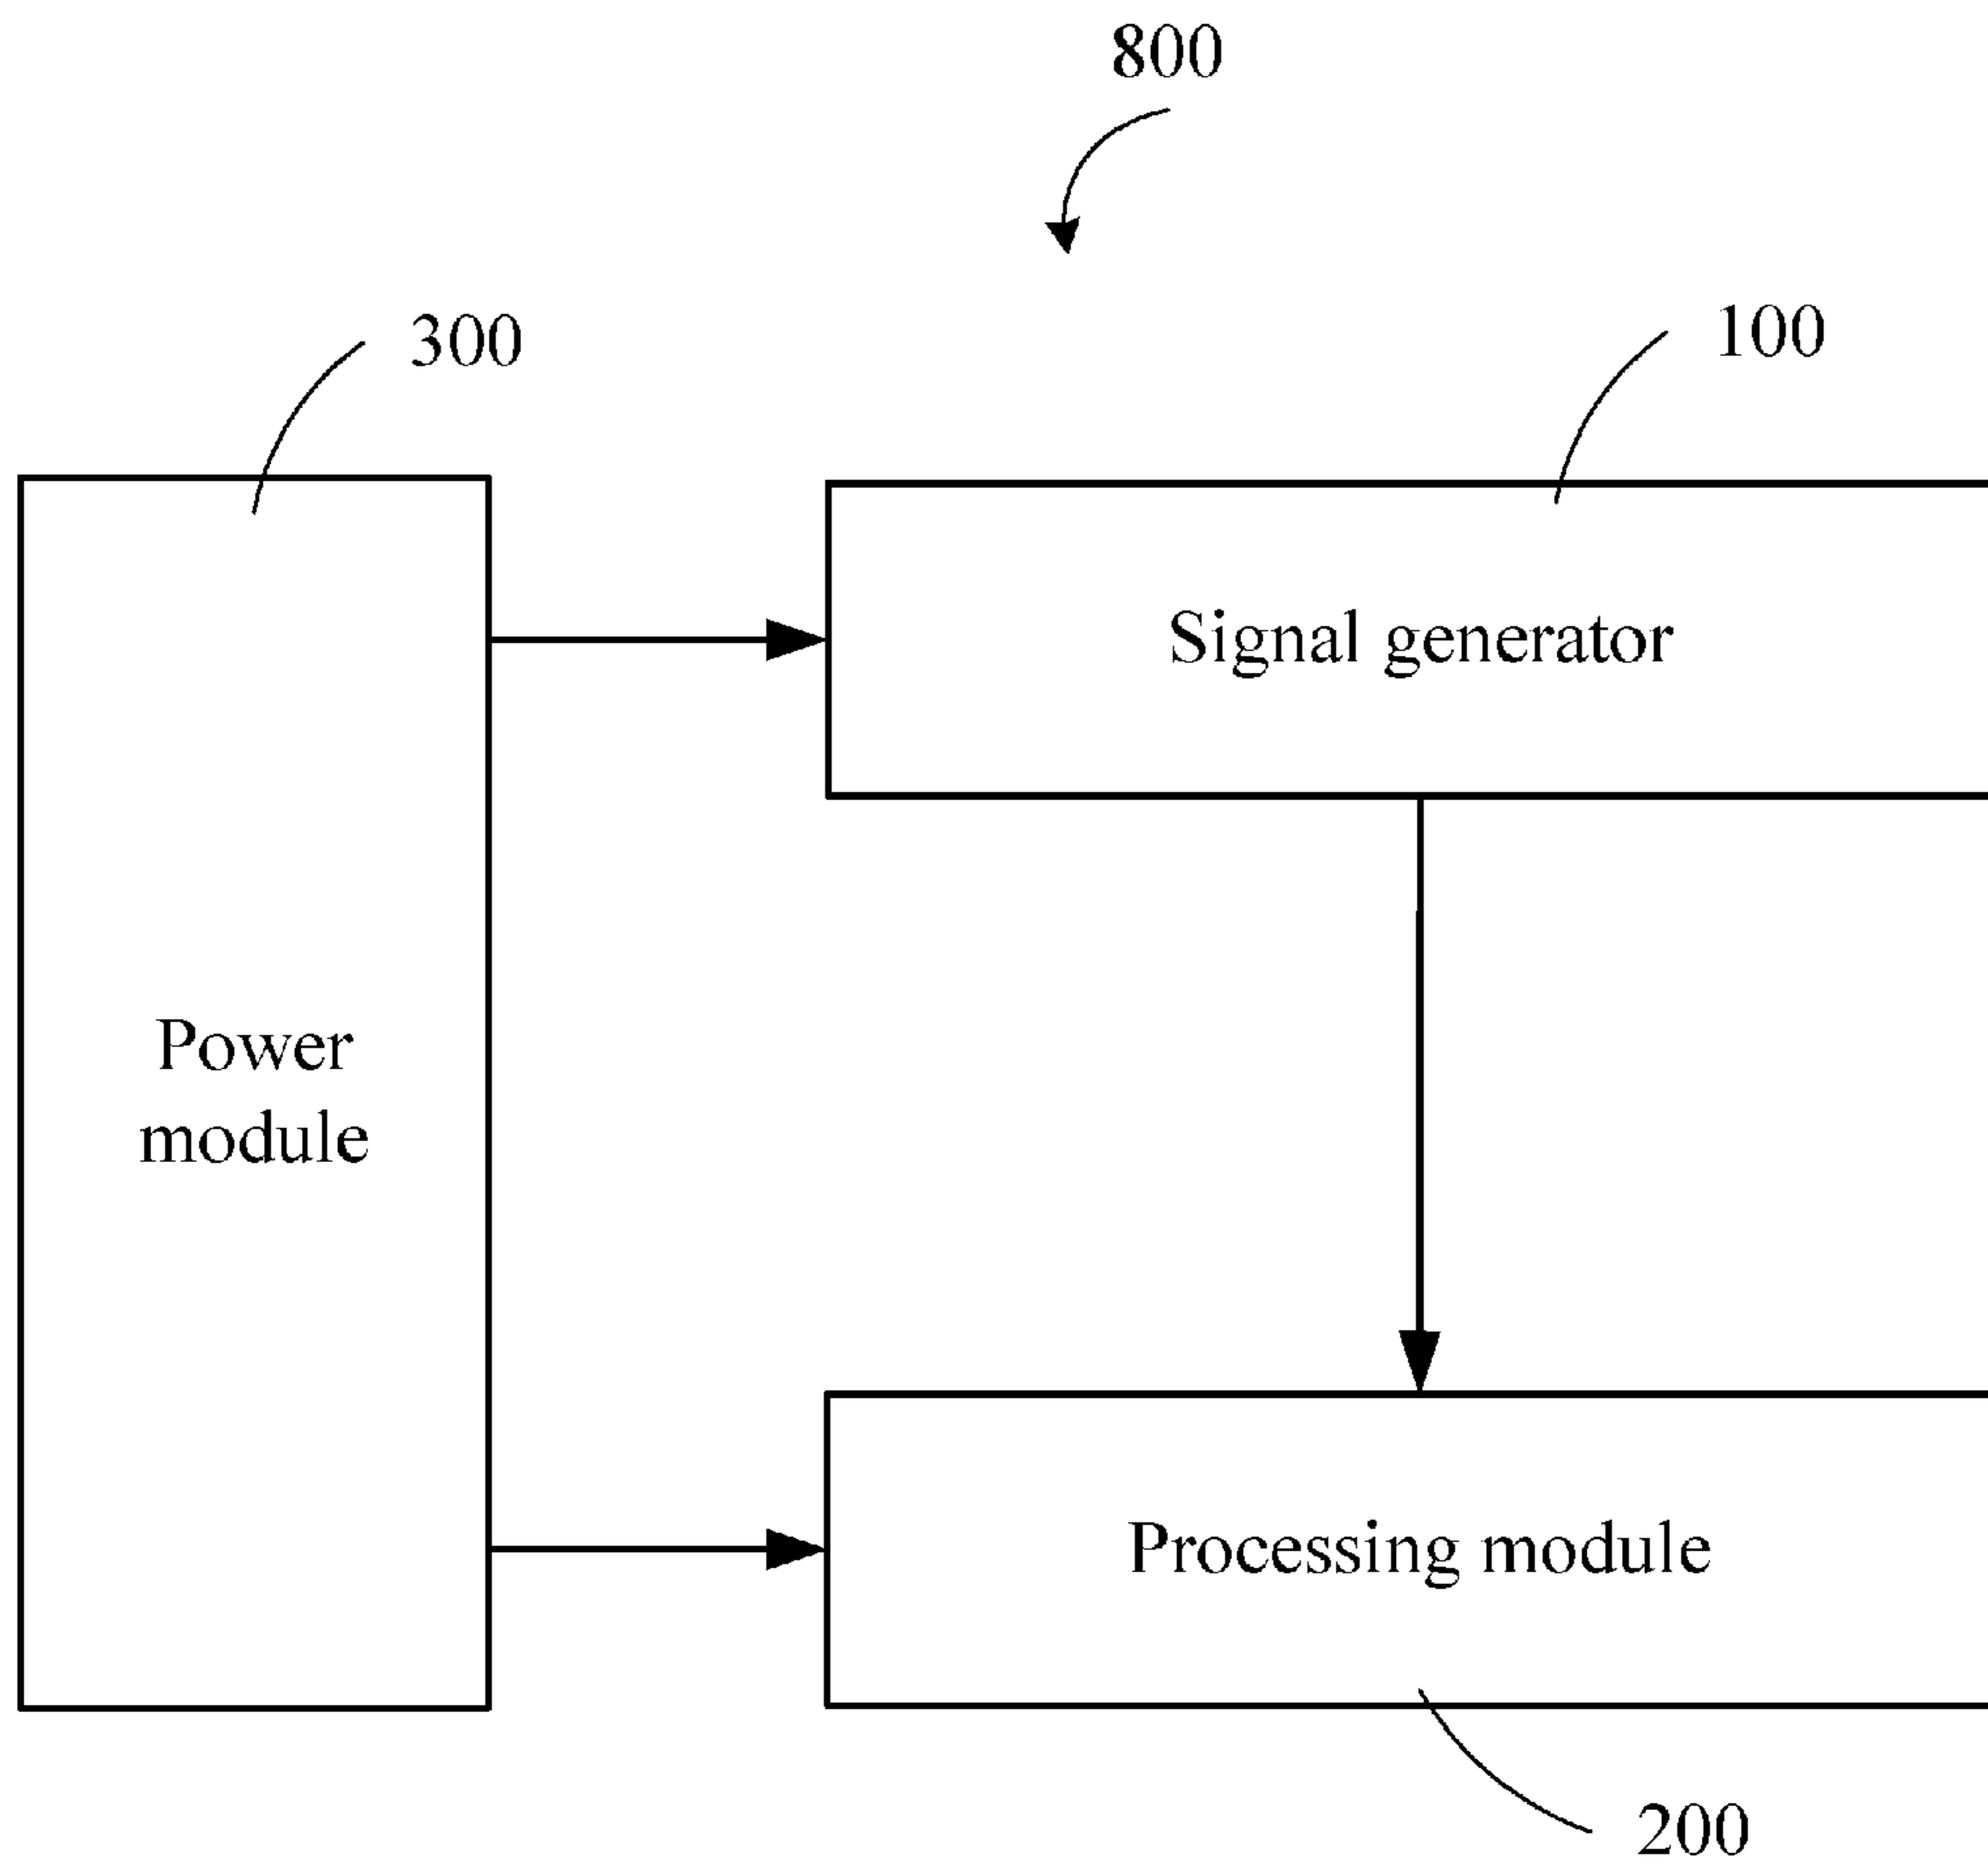 800
300
100
Signal generator
Power
module
Processing module
200